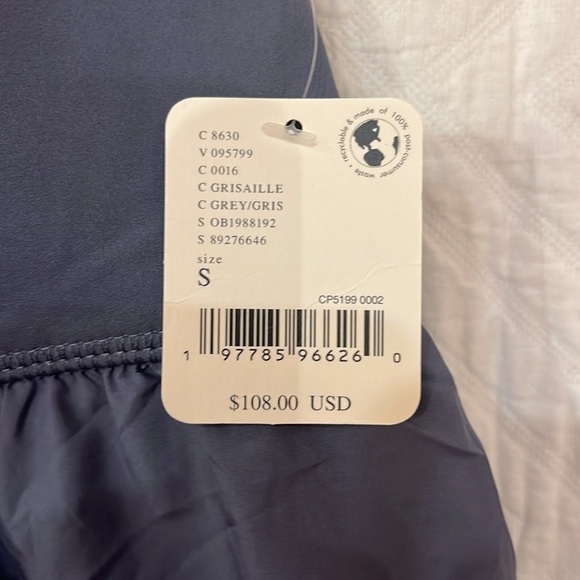 C 8630
V 095799
C 0016
C GRISAILLE
C GREY/GRIS
S OB1988192
S 89276646
size
S
recyclable & made of 100% post-consumer waste •
CP5199 0002
1 97785 96626 0
$108.00 USD